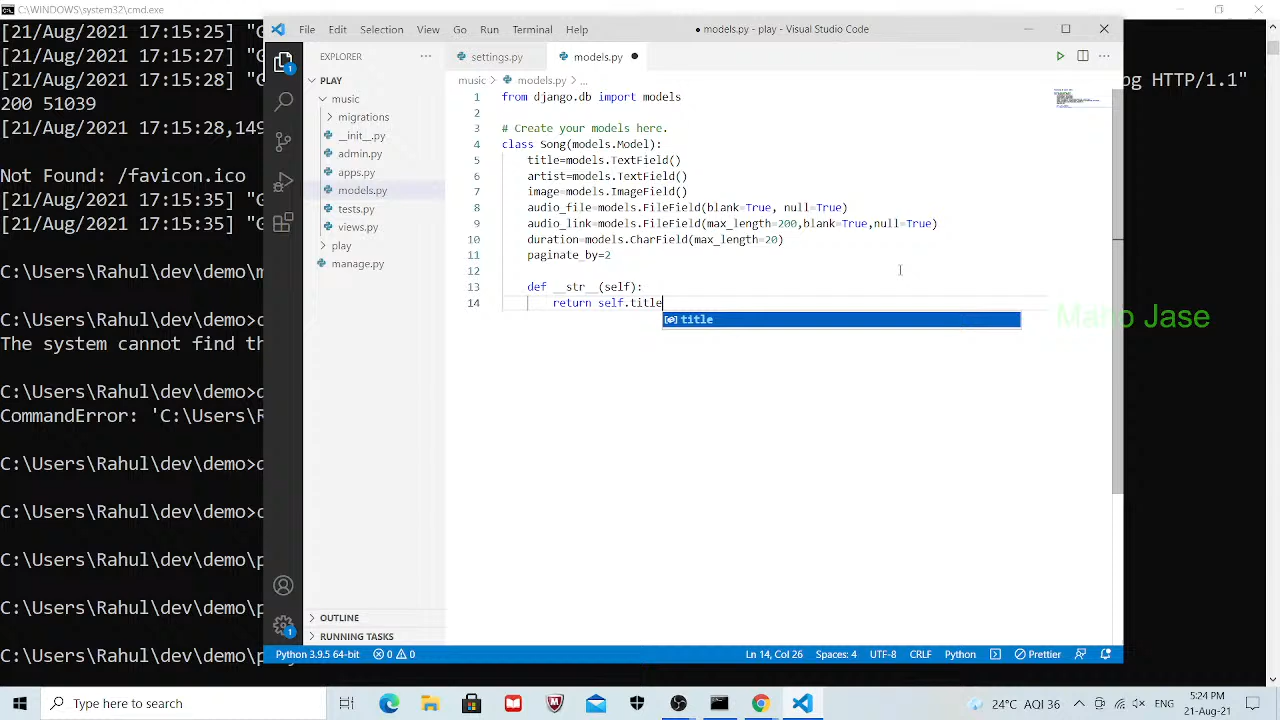 C:\WINDOWS\system32\cmd.exe
[21/Aug/2021 17:15:25] "G
[21/Aug/2021 17:15:27] "G
[21/Aug/2021 17:15:28] "G
og HTTP/1.1"
200 51039
[21/Aug/2021 17:15:28,149
Not Found: /favicon.ico
[21/Aug/2021 17:15:35] "G
[21/Aug/2021 17:15:35] "G
C:\Users\Rahul\dev\demo\m
C:\Users\Rahul\dev\demo>
The system cannot find th
C:\Users\Rahul\dev\demo>
CommandError: 'C:\Users\R
C:\Users\Rahul\dev\demo>
C:\Users\Rahul\dev\demo>
C:\Users\Rahul\dev\demo\p
C:\Users\Rahul\dev\demo\p
C:\Users\Rahul\dev\demo\p
File Edit Selection View Go Run Terminal Help
● models.py - play - Visual Studio Code
EXPLORER ···
PLAY
music
migrations
__init__.py
admin.py
apps.py
models.py
tests.py
views.py
play
manage.py
OUTLINE
RUNNING TASKS
settings.py
models.py ●
music > models.py > ...
1 from django.db import models
2
3 # Create your models here.
4 class Song(models.Model):
5 title=models.TextField()
6 artist=models.TextField()
7 image=models.ImageField()
8 audio_file=models.FileField(blank=True, null=True)
9 audio_link=models.FileField(max_length=200,blank=True,null=True)
10 duration=models.CharField(max_length=20)
11 paginate_by=2
12
13 def __str__(self):
14 return self.title
title
Mario Jase
Python 3.9.5 64-bit 0 0 Ln 14, Col 26 Spaces: 4 UTF-8 CRLF Python Prettier
1
1
Type here to search
24°C AQI 36
5:24 PM
21-Aug-21